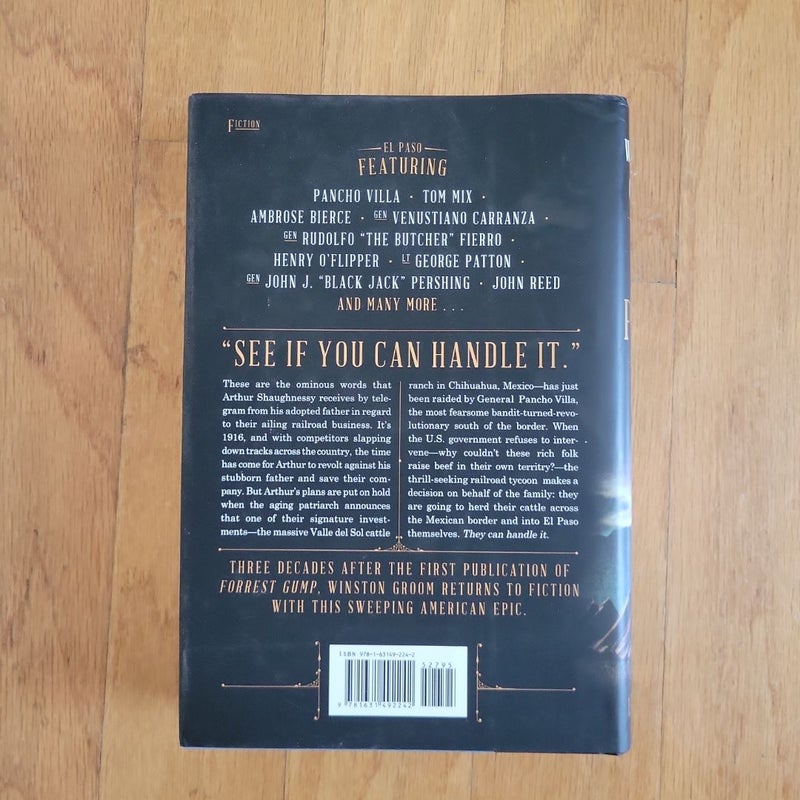 FICTION
EL PASO
FEATURING
PANCHO VILLA · TOM MIX ·
AMBROSE BIERCE · GEN VENUSTIANO CARRANZA ·
GEN RUDOLFO "THE BUTCHER" FIERRO ·
HENRY O'FLIPPER · LT GEORGE PATTON ·
GEN JOHN J. "BLACK JACK" PERSHING · JOHN REED
AND MANY MORE . . .
"SEE IF YOU CAN HANDLE IT."
These are the ominous words that
Arthur Shaughnessy receives by tele-
gram from his adopted father in regard
to their ailing railroad business. It's
1916, and with competitors slapping
down tracks across the country, the time
has come for Arthur to revolt against his
stubborn father and save their com-
pany. But Arthur's plans are put on hold
when the aging patriarch announces
that one of their signature invest-
ments—the massive Valle del Sol cattle
ranch in Chihuahua, Mexico—has just
been raided by General Pancho Villa,
the most fearsome bandit-turned-revo-
lutionary south of the border. When
the U.S. government refuses to inter-
vene—why couldn't these rich folk
raise beef in their own territry?—the
thrill-seeking railroad tycoon makes a
decision on behalf of the family: they
are going to herd their cattle across
the Mexican border and into El Paso
themselves. They can handle it.
THREE DECADES AFTER THE FIRST PUBLICATION OF
FORREST GUMP, WINSTON GROOM RETURNS TO FICTION
WITH THIS SWEEPING AMERICAN EPIC.
ISBN 978-1-63149-224-2
52795
9 781631 492242